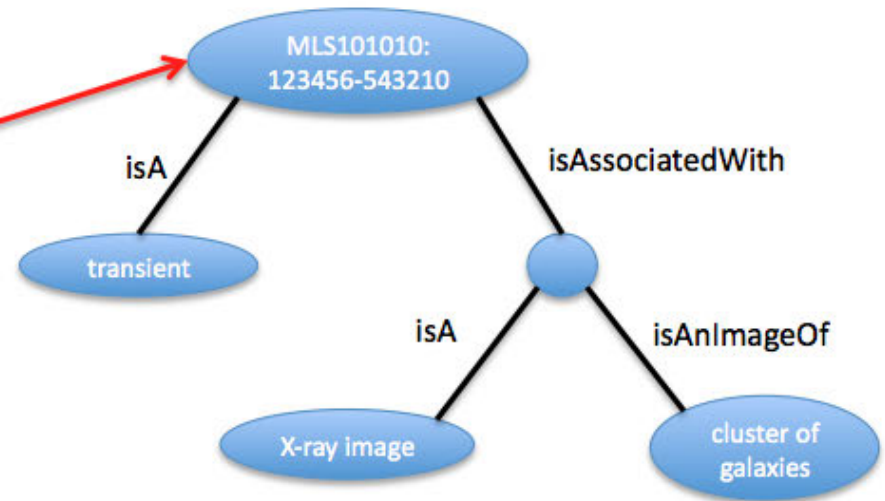 MLS101010:
123456-543210
isA
isAssociatedWith
transient
isA
isAnImageOf
X-ray image
cluster of
galaxies